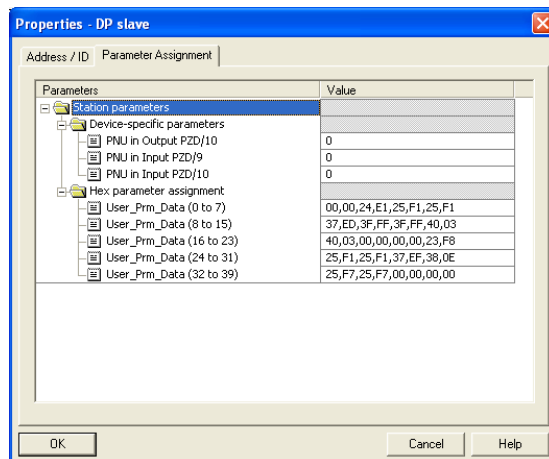 Properties - DP slave
Address / ID Parameter Assignment
Parameters Value
Station parameters
Device-specific parameters
PNU in Output PZD/10 0
PNU in Input PZD/9 0
PNU in Input PZD/10 0
Hex parameter assignment
User_Prm_Data (0 to 7) 00,00,24,E1,25,F1,25,F1
User_Prm_Data (8 to 15) 37,ED,3F,FF,3F,FF,40,03
User_Prm_Data (16 to 23) 40,03,00,00,00,00,23,F8
User_Prm_Data (24 to 31) 25,F1,25,F1,37,EF,38,0E
User_Prm_Data (32 to 39) 25,F7,25,F7,00,00,00,00
OK Cancel Help